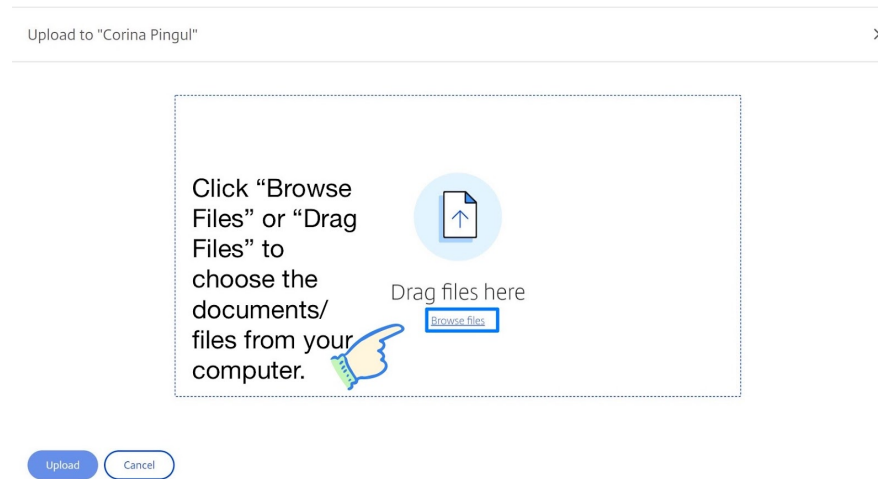 Upload to "Corina Pingul"
Click “Browse
Files” or “Drag
Files” to
choose the
documents/
files from your
computer.
Drag files here
Browse files
Upload
Cancel